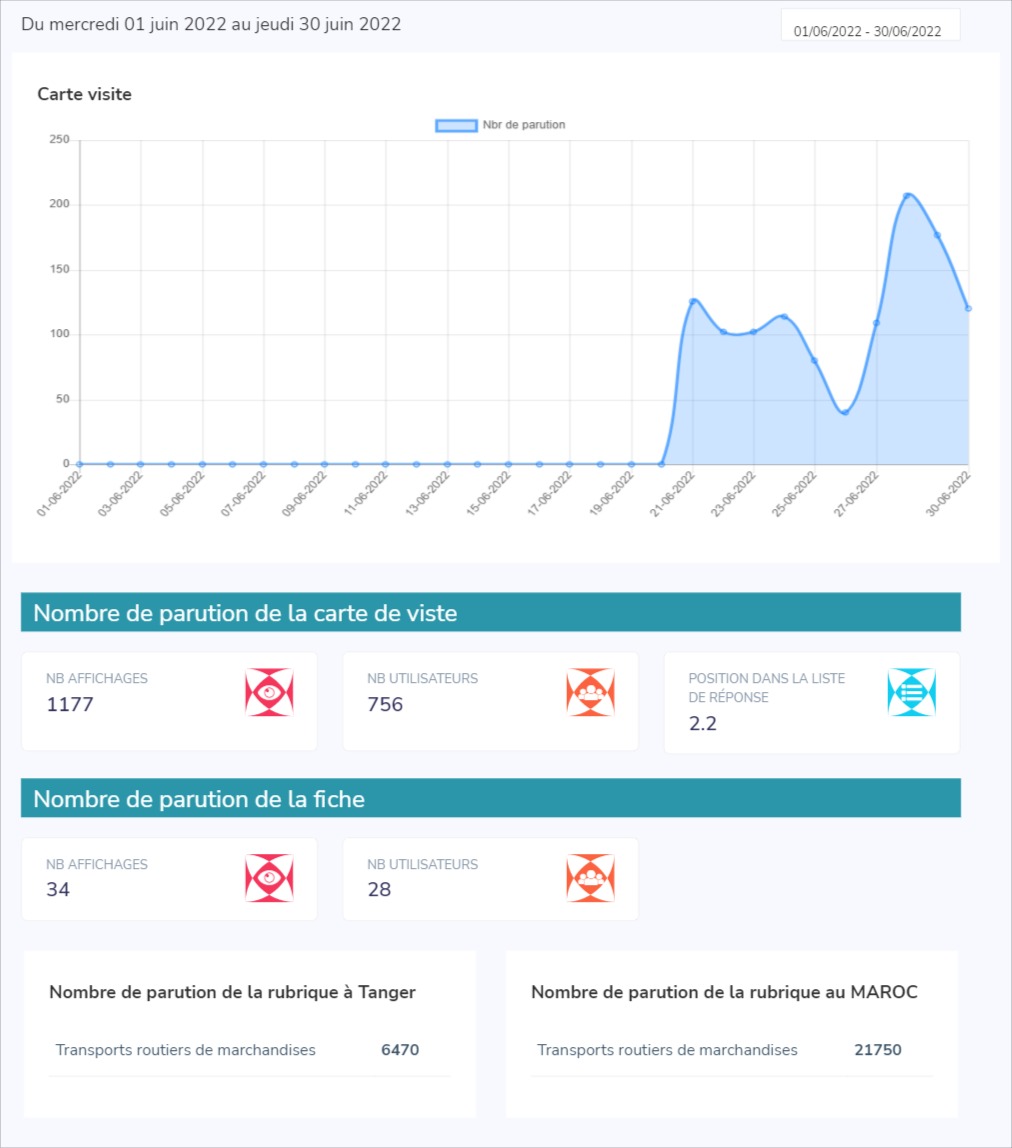 Du mercredi 01 juin 2022 au jeudi 30 juin 2022
01/06/2022 - 30/06/2022
Carte visite
Nbr de parution
250
200
150
100
50
0
01-06-2022
03-06-2022
05-06-2022
07-06-2022
09-06-2022
11-06-2022
13-06-2022
15-06-2022
17-06-2022
19-06-2022
21-06-2022
23-06-2022
25-06-2022
27-06-2022
30-06-2022
Nombre de parution de la carte de viste
NB AFFICHAGES
1177
NB UTILISATEURS
756
POSITION DANS LA LISTE
DE RÉPONSE
2.2
Nombre de parution de la fiche
NB AFFICHAGES
34
NB UTILISATEURS
28
Nombre de parution de la rubrique à Tanger
Transports routiers de marchandises 6470
Nombre de parution de la rubrique au MAROC
Transports routiers de marchandises 21750